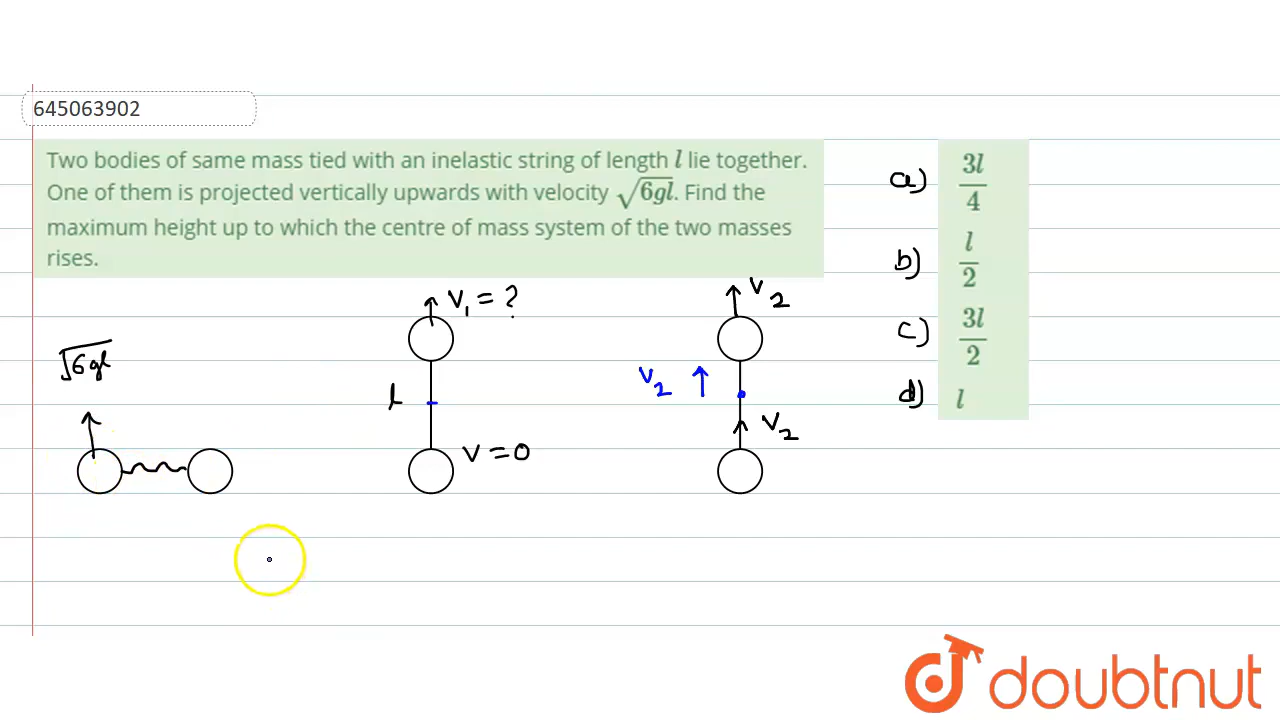 645063902
Two bodies of same mass tied with an inelastic string of length l lie together.
One of them is projected vertically upwards with velocity √6gl. Find the
maximum height up to which the centre of mass system of the two masses
rises.
a) 3l/4
b) l/2
c) 3l/2
d) l
√6gl
V₁ = ?
l
V = 0
V₂
V₂
V₂
doubtnut